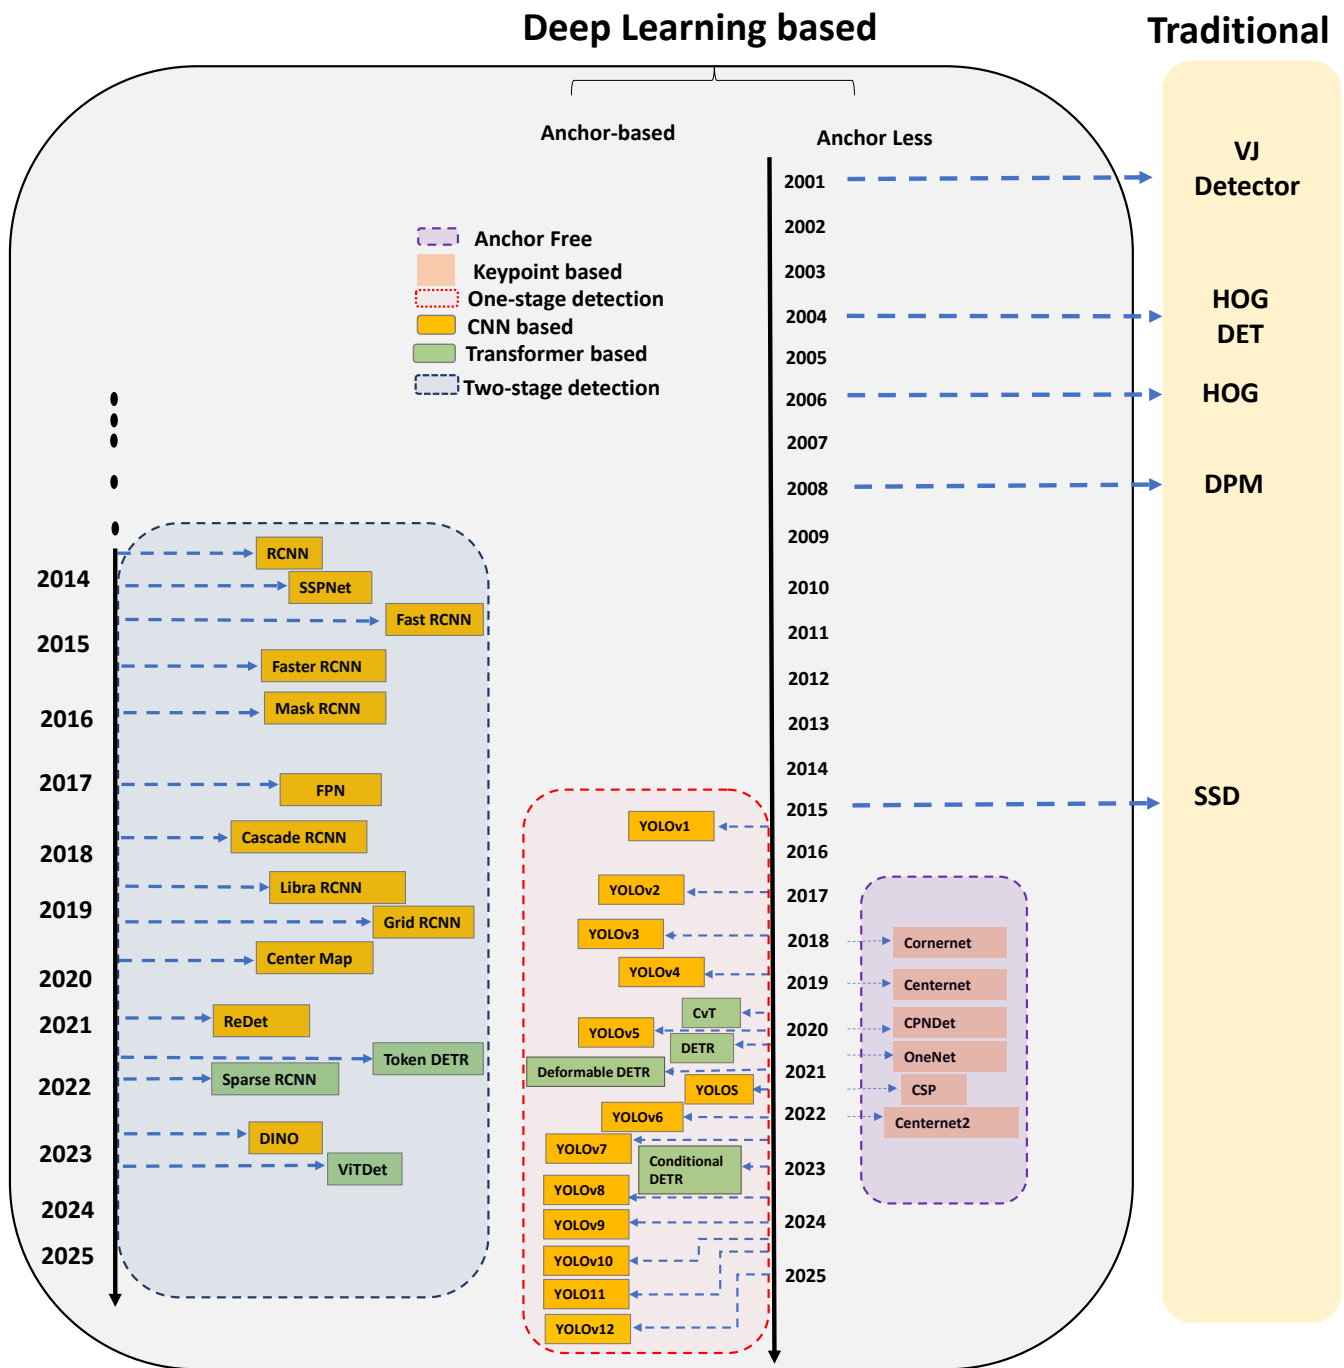 Deep Learning based
Traditional
Anchor-based
Anchor Less
Anchor Free
Keypoint based
One-stage detection
CNN based
Transformer based
Two-stage detection
2014
2015
2016
2017
2018
2019
2020
2021
2022
2023
2024
2025
RCNN
SSPNet
Fast RCNN
Faster RCNN
Mask RCNN
FPN
Cascade RCNN
Libra RCNN
Grid RCNN
Center Map
ReDet
Token DETR
Sparse RCNN
DINO
ViTDet
YOLOv1
YOLOv2
YOLOv3
YOLOv4
CvT
YOLOv5
DETR
Deformable DETR
YOLOS
YOLOv6
YOLOv7
Conditional
DETR
YOLOv8
YOLOv9
YOLOv10
YOLO11
YOLOv12
2001
2002
2003
2004
2005
2006
2007
2008
2009
2010
2011
2012
2013
2014
2015
2016
2017
2018
2019
2020
2021
2022
2023
2024
2025
Cornernet
Centernet
CPNDet
OneNet
CSP
Centernet2
VJ
Detector
HOG
DET
HOG
DPM
SSD